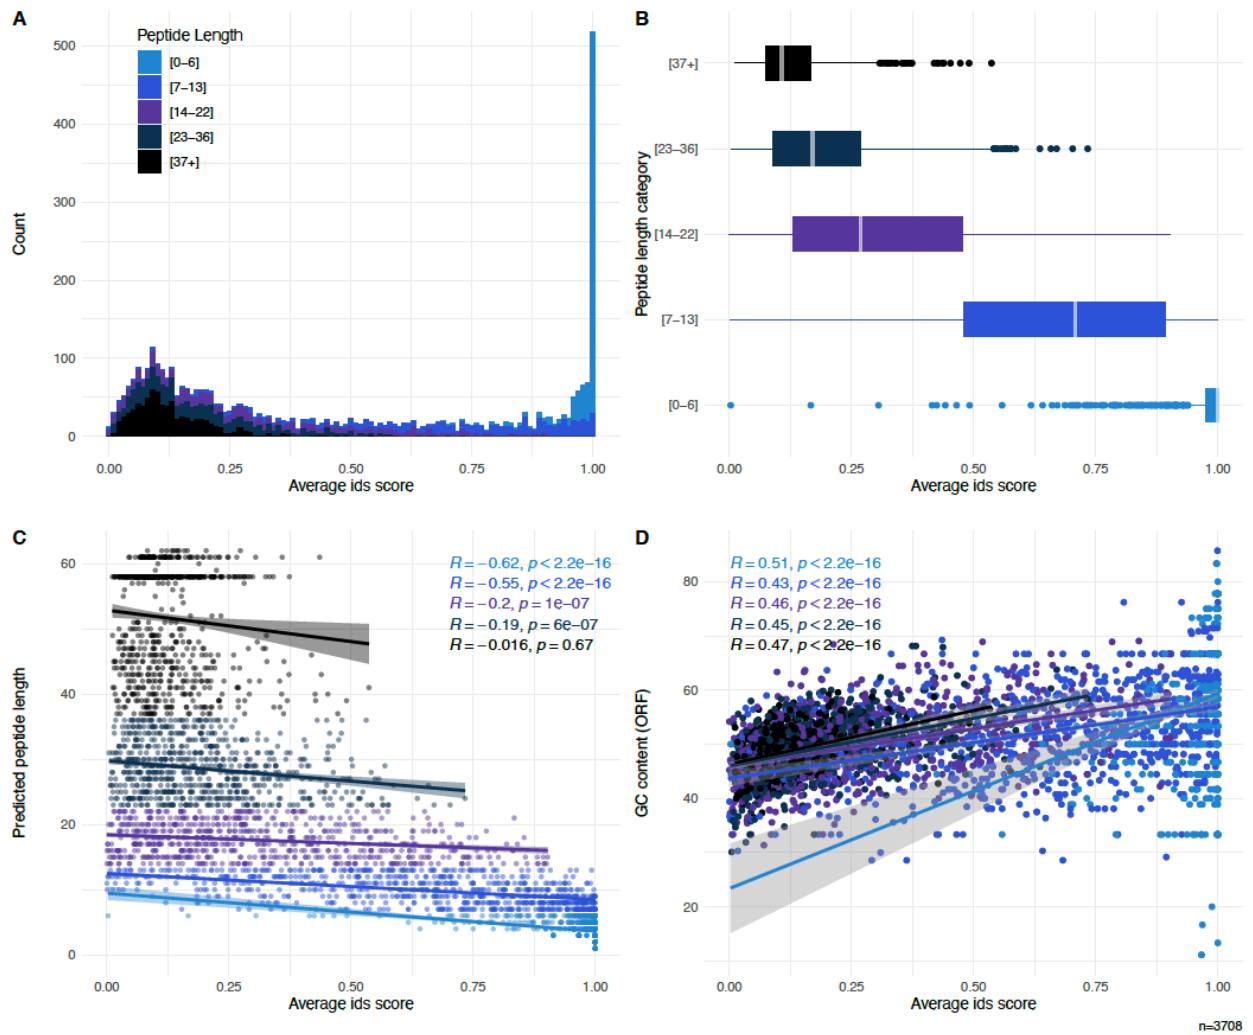 A
Peptide Length
[0–6]
[7–13]
[14–22]
[23–36]
[37+]
Count
500
400
300
200
100
0
0.00 0.25 0.50 0.75 1.00
Average ids score
B
Peptide length category
[37+]
[23–36]
[14–22]
[7–13]
[0–6]
0.00 0.25 0.50 0.75 1.00
Average ids score
C
R = −0.62, p < 2.2e−16
R = −0.55, p < 2.2e−16
R = −0.2, p = 1e−07
R = −0.19, p = 6e−07
R = −0.016, p = 0.67
Predicted peptide length
60
40
20
0
0.00 0.25 0.50 0.75 1.00
Average ids score
D
R = 0.51, p < 2.2e−16
R = 0.43, p < 2.2e−16
R = 0.46, p < 2.2e−16
R = 0.45, p < 2.2e−16
R = 0.47, p < 2.2e−16
GC content (ORF)
80
60
40
20
0.00 0.25 0.50 0.75 1.00
Average ids score
n=3708